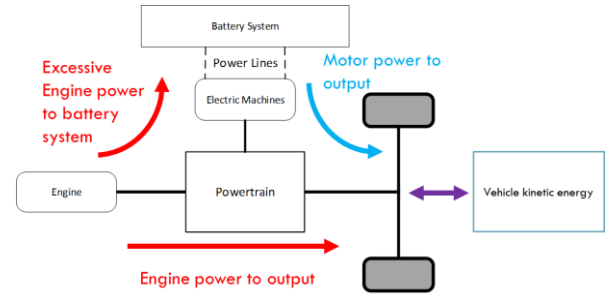 Battery System
Power Lines
Excessive
Engine power
to battery
system
Motor power to
output
Electric Machines
Engine
Powertrain
Vehicle kinetic energy
Engine power to output